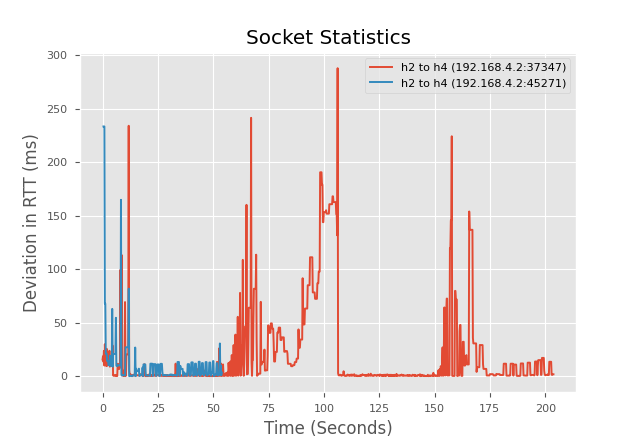 Socket Statistics
h2 to h4 (192.168.4.2:37347)
h2 to h4 (192.168.4.2:45271)
Deviation in RTT (ms)
300
250
200
150
100
50
0
0 25 50 75 100 125 150 175 200
Time (Seconds)